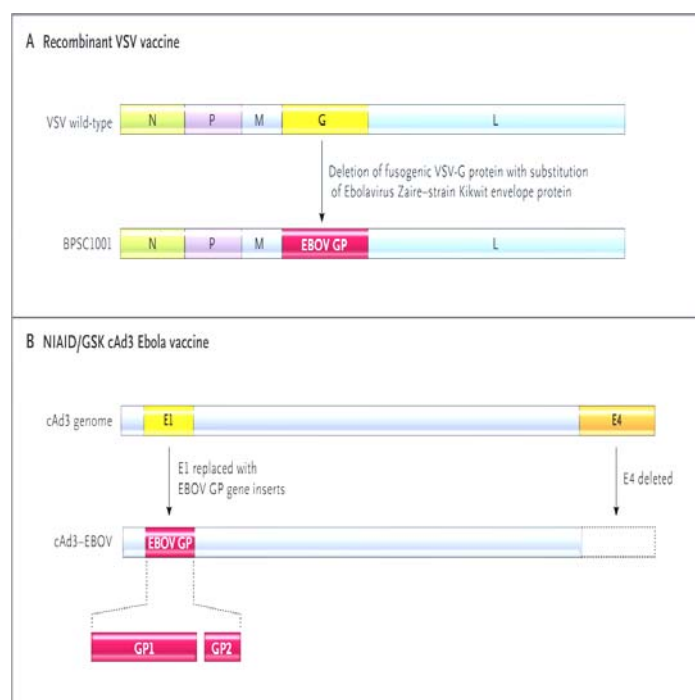 A Recombinant VSV vaccine
N P M G L
VSV wild-type
Deletion of fusogenic VSV-G protein with substitution
of Ebolavirus Zaire–strain Kikwit envelope protein
BPSC1001
N P M EBOV GP L
B NIAID/GSK cAd3 Ebola vaccine
cAd3 genome
E1 E4
E1 replaced with
EBOV GP gene inserts
E4 deleted
cAd3–EBOV
EBOV GP
GP1 GP2